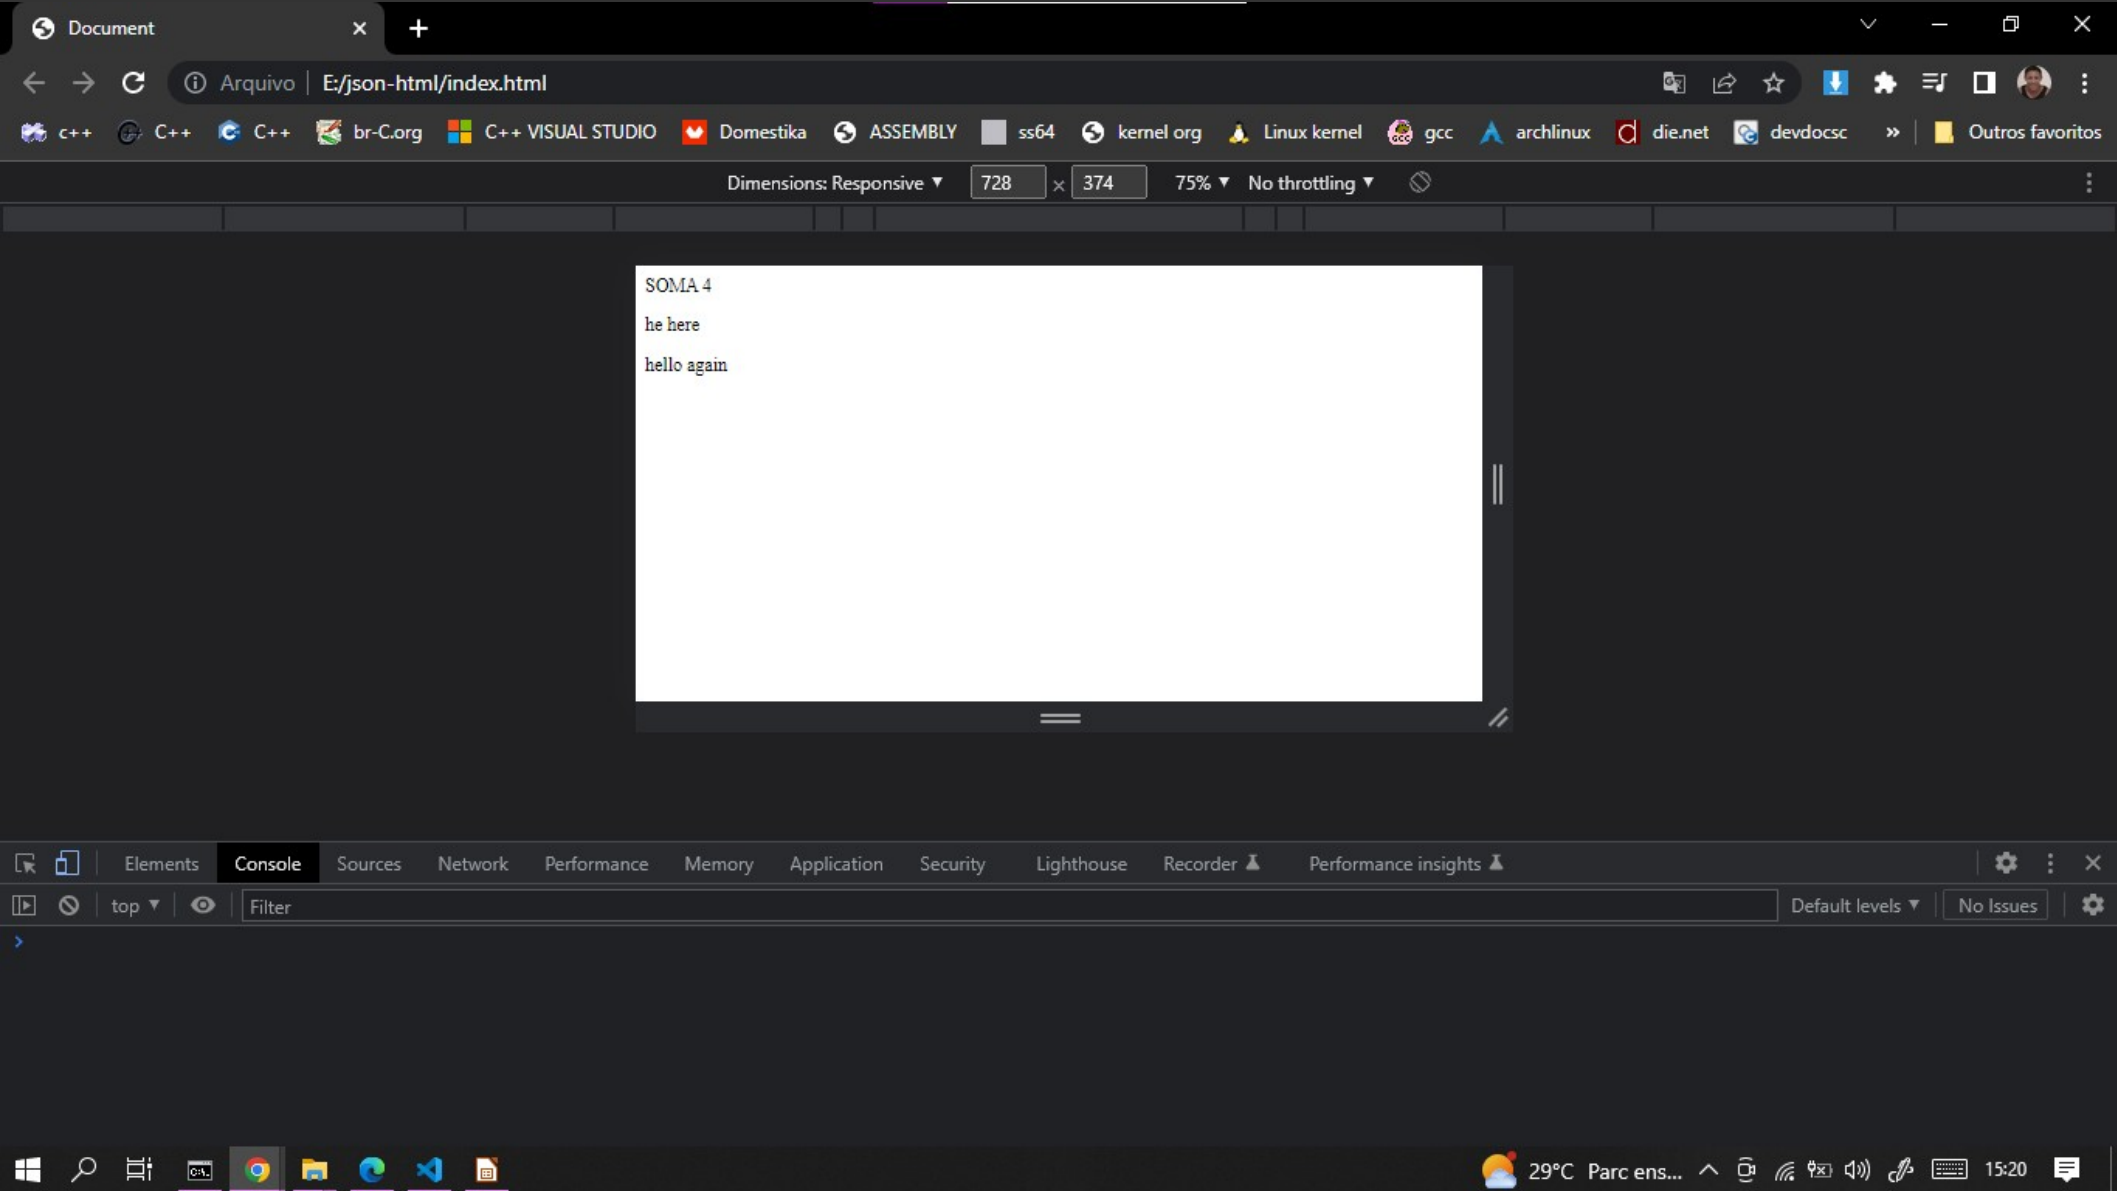 Document
Arquivo E:/json-html/index.html
c++ C++ C++ br-C.org C++ VISUAL STUDIO Domestika ASSEMBLY ss64 kernel org Linux kernel gcc archlinux die.net devdocsc » Outros favoritos
Dimensions: Responsive 728 × 374 75% No throttling
SOMA 4
he here
hello again
Elements Console Sources Network Performance Memory Application Security Lighthouse Recorder Performance insights
top Filter Default levels No Issues
29°C Parc ens... 15:20